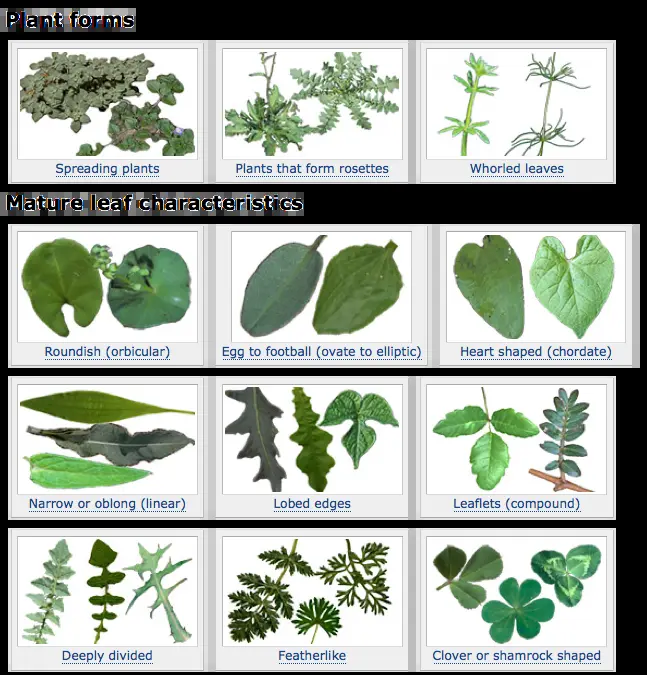 Plant forms
Spreading plants
Plants that form rosettes
Whorled leaves
Mature leaf characteristics
Roundish (orbicular)
Egg to football (ovate to elliptic)
Heart shaped (chordate)
Narrow or oblong (linear)
Lobed edges
Leaflets (compound)
Deeply divided
Featherlike
Clover or shamrock shaped